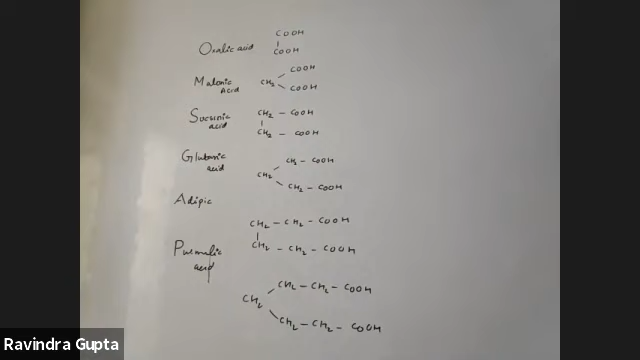 COOH
Oxalic acid
COOH
COOH
Malonic acid
CH2
COOH
Succinic acid
CH2 - COOH
CH2 - COOH
CH2 - COOH
Glutaric acid
CH2
CH2 - COOH
Adipic
CH2 - CH2 - COOH
CH2 - CH2 - COOH
acid
CH2 - CH2 - COOH
CH2
CH2 - CH2 - COOH
Ravindra Gupta